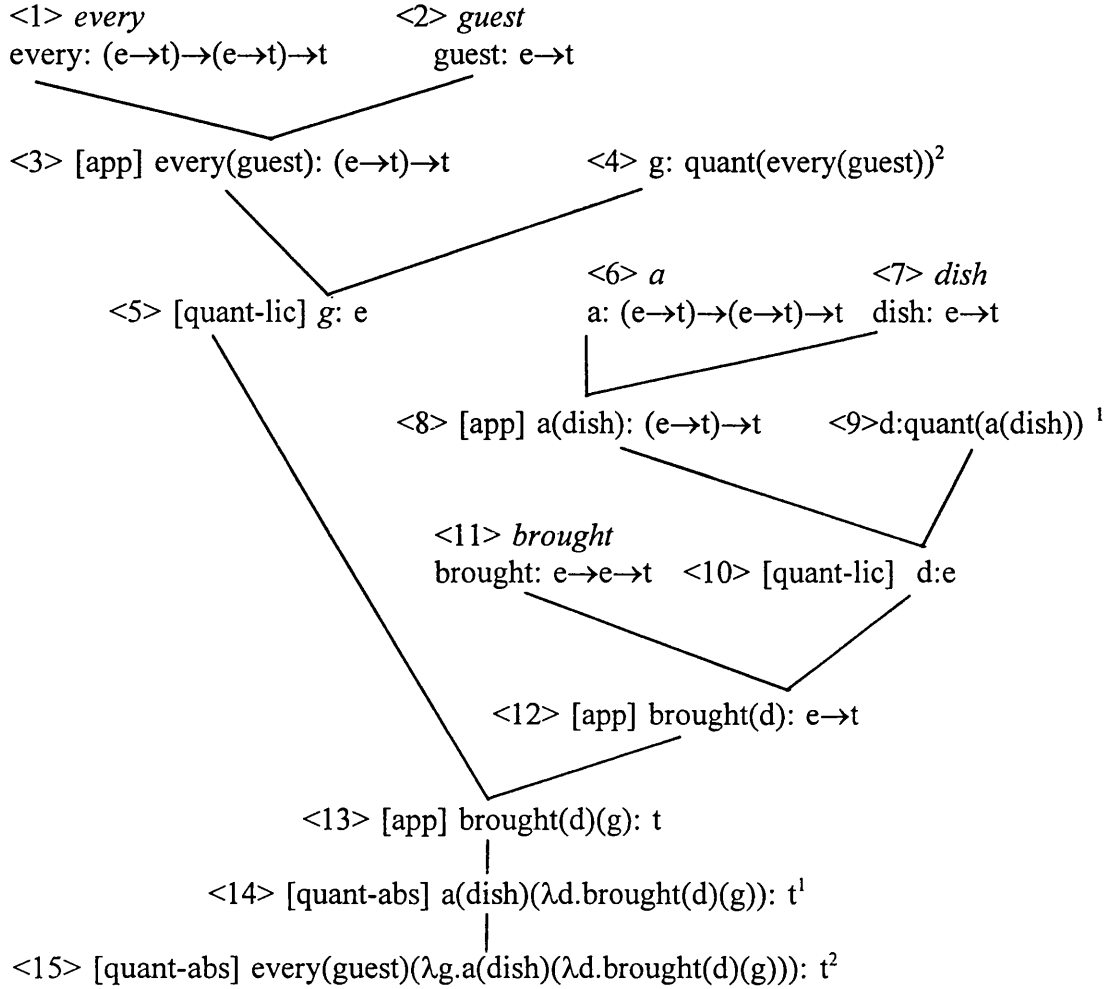 <1> every <2> guest
every: (e→t)→(e→t)→t guest: e→t
<3> [app] every(guest): (e→t)→t <4> g: quant(every(guest))²
<6> a <7> dish
<5> [quant-lic] g: e a: (e→t)→(e→t)→t dish: e→t
<8> [app] a(dish): (e→t)→t <9>d:quant(a(dish)) ¹
<11> brought
brought: e→e→t <10> [quant-lic] d:e
<12> [app] brought(d): e→t
<13> [app] brought(d)(g): t
<14> [quant-abs] a(dish)(λd.brought(d)(g)): t¹
<15> [quant-abs] every(guest)(λg.a(dish)(λd.brought(d)(g))): t²